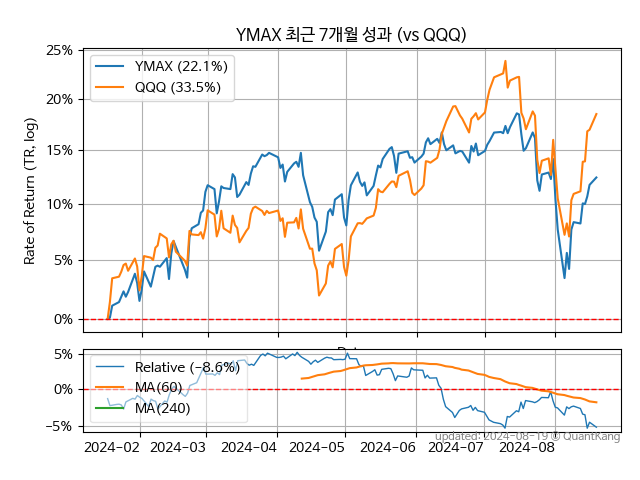 YMAX 최근 7개월 성과 (vs QQQ)
25%
YMAX (22.1%)
QQQ (33.5%)
20%
15%
10%
5%
0%
Rate of Return (TR, log)
5%
Relative (−8.6%)
0%
MA(60)
MA(240)
−5%
2024−02 2024−03 2024−04 2024−05 2024−06 2024−07 2024−08
updated: 2024−08−19 © QuantKang